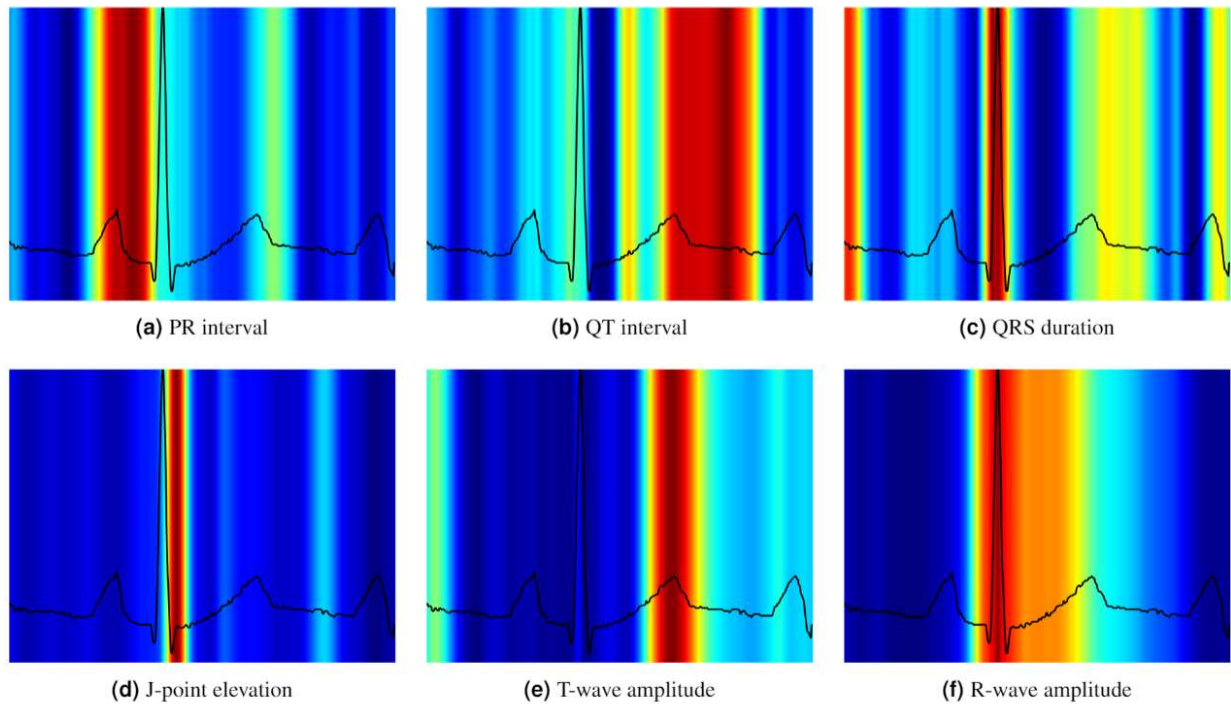 (a) PR interval
(b) QT interval
(c) QRS duration
(d) J-point elevation
(e) T-wave amplitude
(f) R-wave amplitude